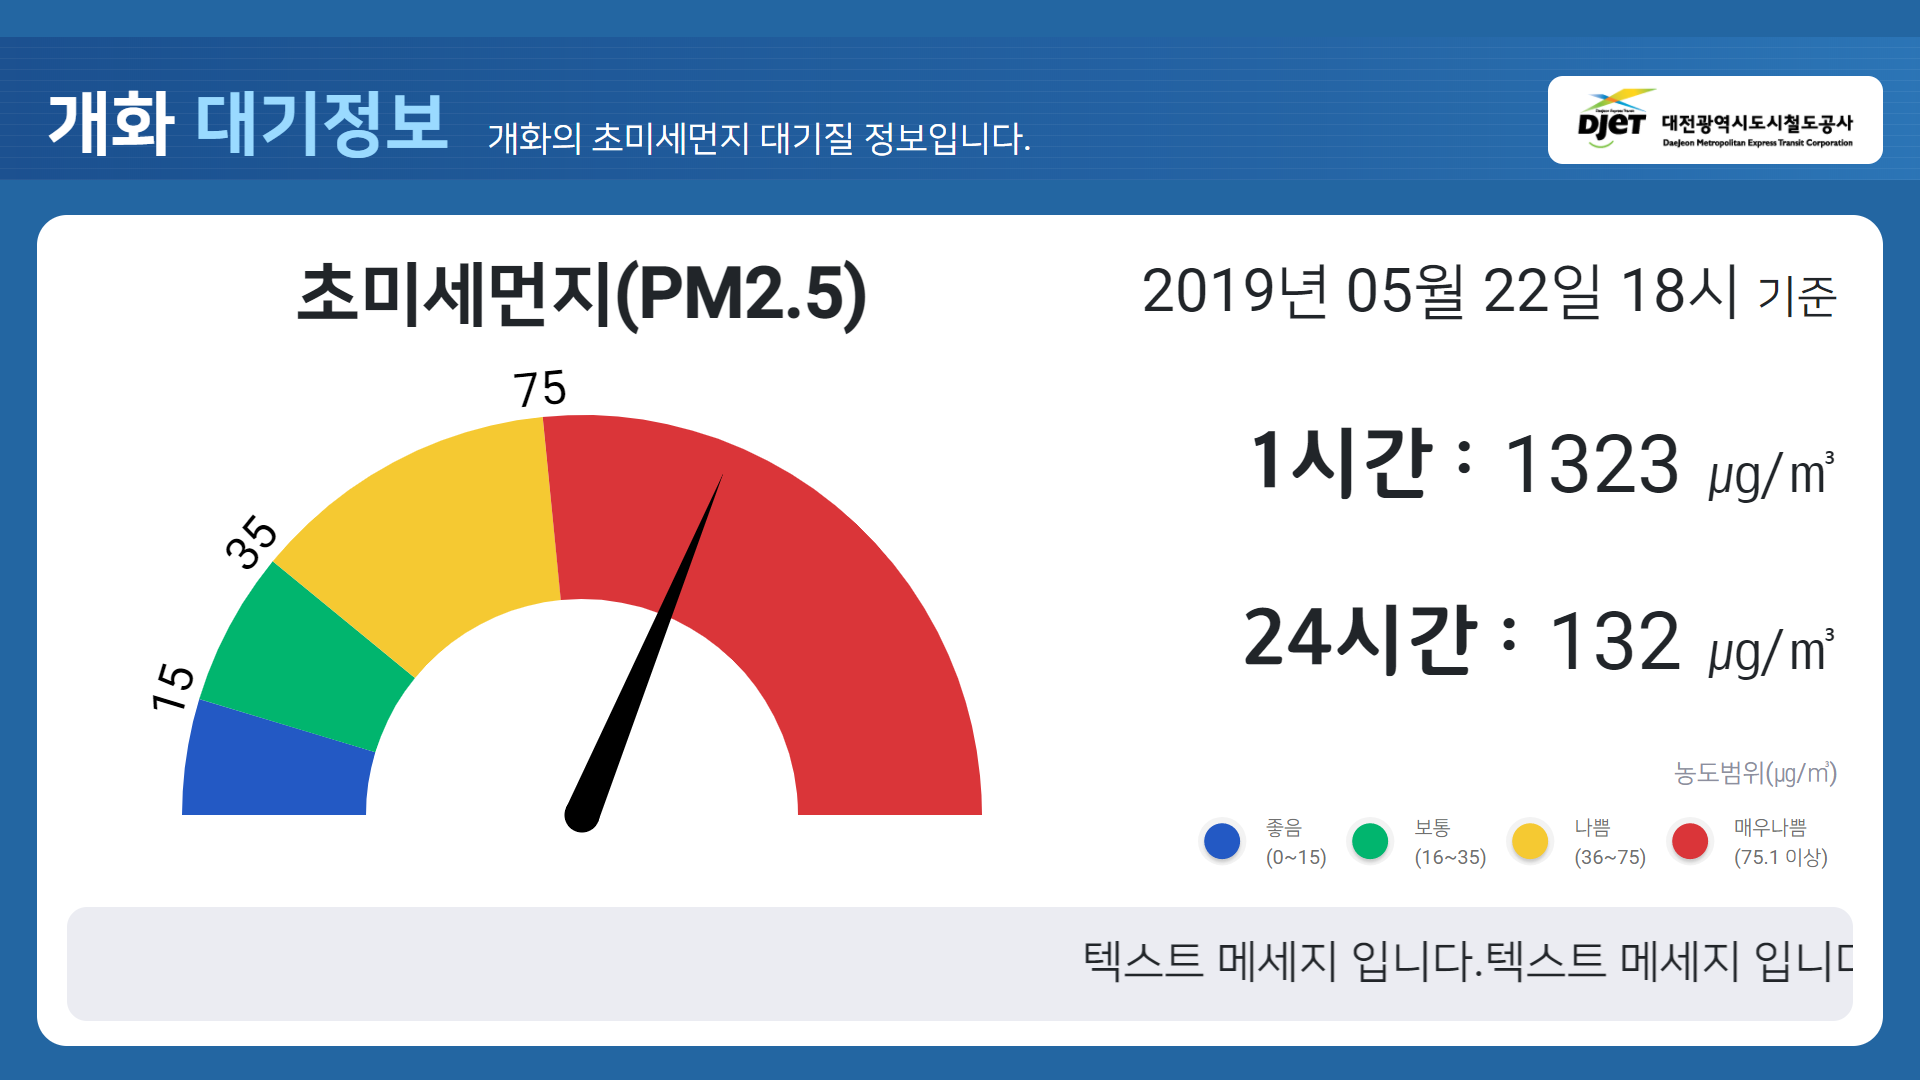 개화 대기정보 개화의 초미세먼지 대기질 정보입니다.
DaeJeon Express Transit
DJeT 대전광역시도시철도공사
DaeJeon Metropolitan Express Transit Corporation
초미세먼지(PM2.5)
2019년 05월 22일 18시 기준
75
35
15
1시간 : 1323 μg/㎥
24시간 : 132 μg/㎥
농도범위(μg/㎥)
좋음
(0~15)
보통
(16~35)
나쁨
(36~75)
매우나쁨
(75.1 이상)
텍스트 메세지 입니다.텍스트 메세지 입니다